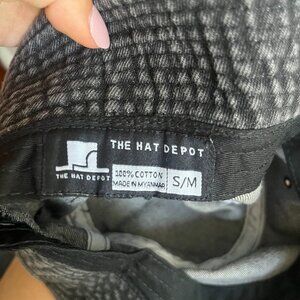 THE HAT DEPOT
THE HAT DEPOT
100% COTTON
MADE IN MYANMAR
S/M